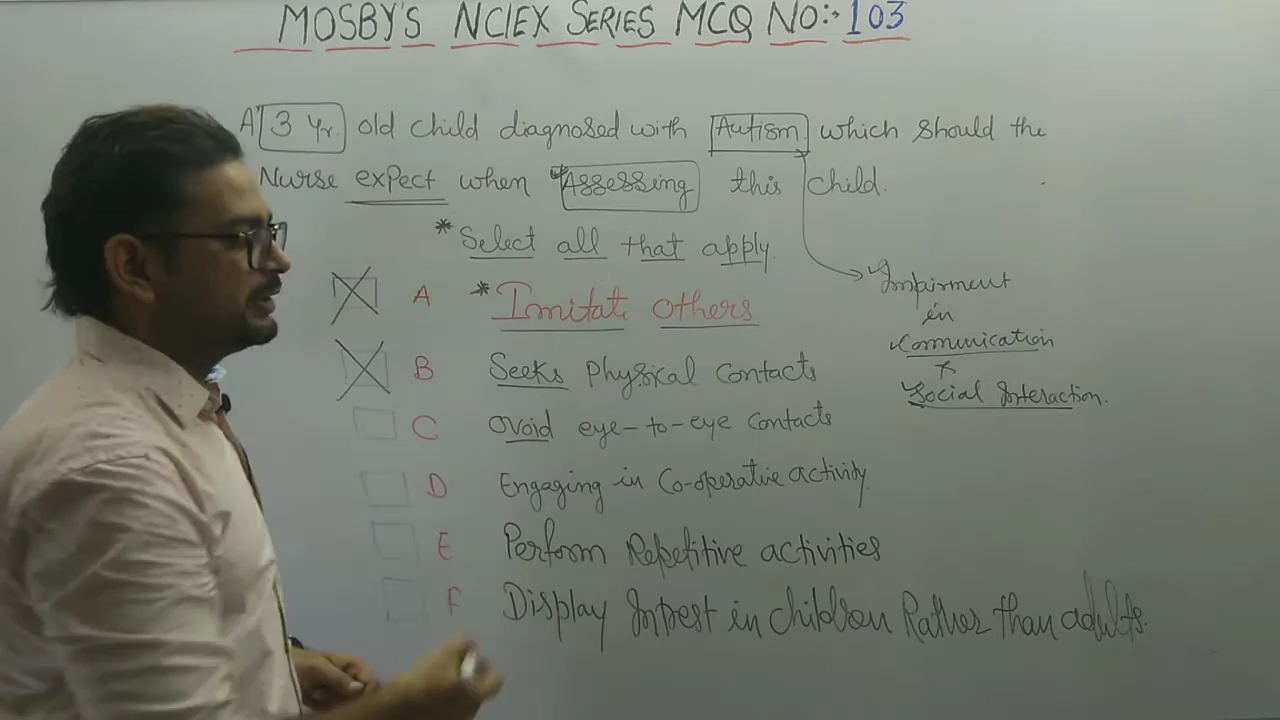 MOSBY'S NCLEX SERIES MCQ NO:- 103
A 3 Yr. old child diagnosed with Autism which should the
Nurse expect when Assessing this child.
* Select all that apply.
A * Imitate others
B Seeks physical contacts
C avoid eye-to-eye contacts
D Engaging in Co-operative activity.
E Perform Repetitive activities
F Display Intrest in children Rather than adults.
Impairment
in
Communication
&
Social Interaction.